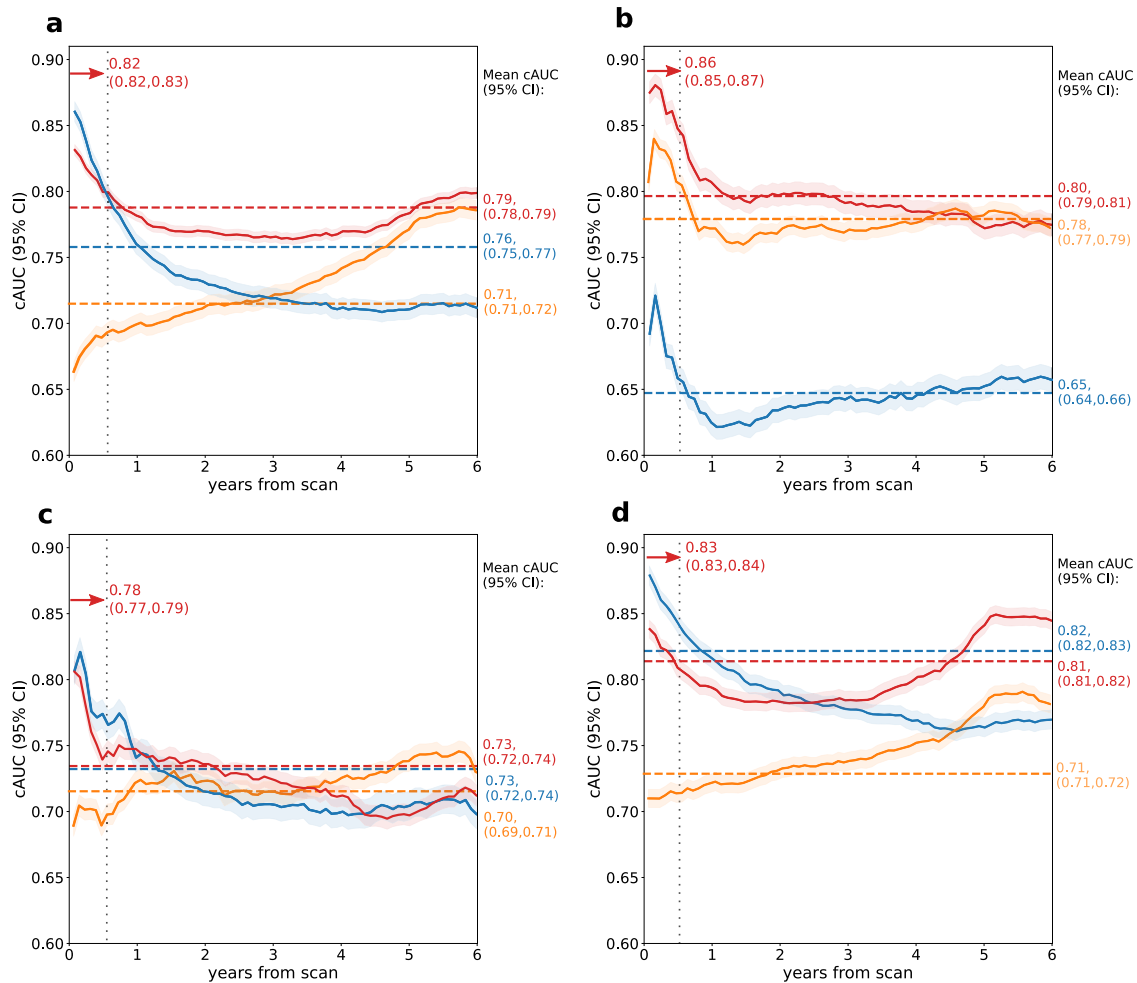 a
0.82
(0.82,0.83)
Mean cAUC
(95% CI):
0.90
0.85
0.80
0.75
0.70
0.65
0.60
cAUC (95% CI)
0.79,
(0.78,0.79)
0.76,
(0.75,0.77)
0.71,
(0.71,0.72)
0 1 2 3 4 5 6
years from scan
b
0.86
(0.85,0.87)
Mean cAUC
(95% CI):
0.90
0.85
0.80
0.75
0.70
0.65
0.60
cAUC (95% CI)
0.80,
(0.79,0.81)
0.78,
(0.77,0.79)
0.65,
(0.64,0.66)
0 1 2 3 4 5 6
years from scan
c
0.78
(0.77,0.79)
Mean cAUC
(95% CI):
0.90
0.85
0.80
0.75
0.70
0.65
0.60
cAUC (95% CI)
0.73,
(0.72,0.74)
0.73,
(0.72,0.74)
0.70,
(0.69,0.71)
0 1 2 3 4 5 6
years from scan
d
0.83
(0.83,0.84)
Mean cAUC
(95% CI):
0.90
0.85
0.80
0.75
0.70
0.65
0.60
cAUC (95% CI)
0.82,
(0.82,0.83)
0.81,
(0.81,0.82)
0.71,
(0.71,0.72)
0 1 2 3 4 5 6
years from scan